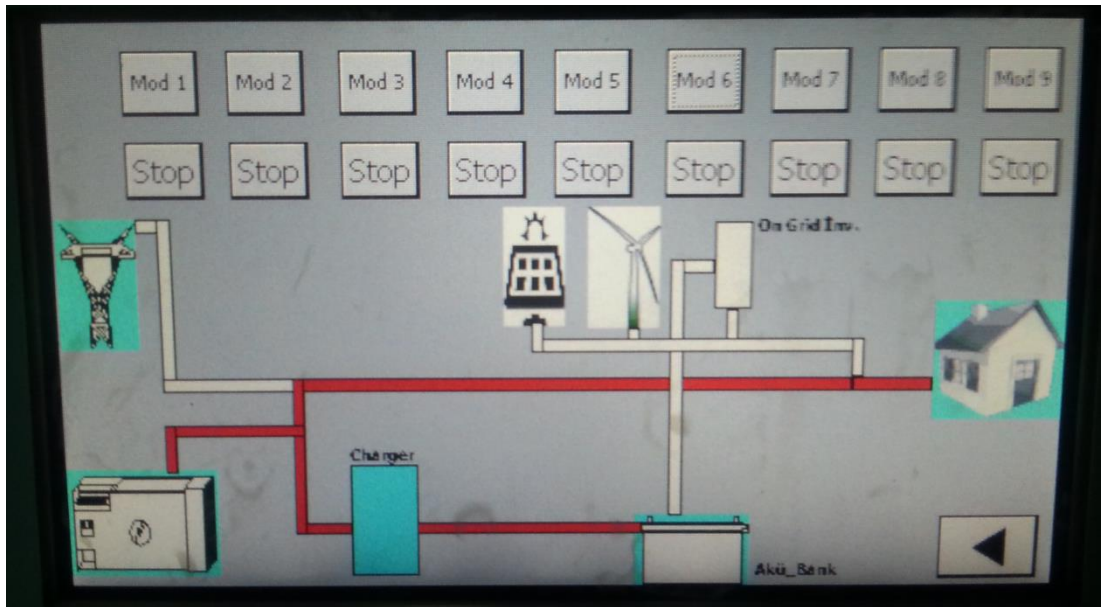 Mod 1 Mod 2 Mod 3 Mod 4 Mod 5 Mod 6 Mod 7 Mod 8 Mod 9
Stop Stop Stop Stop Stop Stop Stop Stop Stop
On Grid İnv.
Charger
Akü_Bank